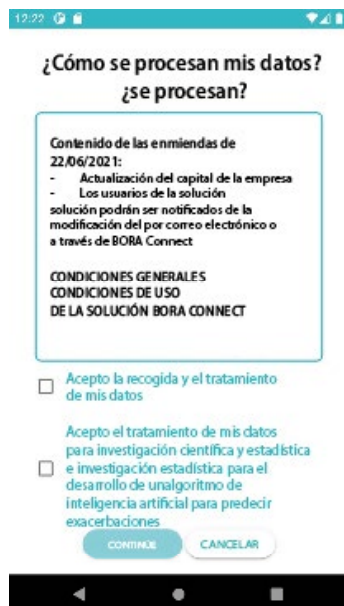 12:22
¿Cómo se procesan mis datos?
¿se procesan?
Contenido de las enmiendas de
22/06/2021:
- Actualización del capital de la empresa
- Los usuarios de la solución
solución podrán ser notificados de la
modificación del por correo electrónico o
a través de BORA Connect
CONDICIONES GENERALES
CONDICIONES DE USO
DE LA SOLUCIÓN BORA CONNECT
Acepto la recogida y el tratamiento
de mis datos
Acepto el tratamiento de mis datos
para investigación científica y estadística
e investigación estadística para el
desarrollo de unalgoritmo de
inteligencia artificial para predecir
exacerbaciones
CONTINÚE CANCELAR